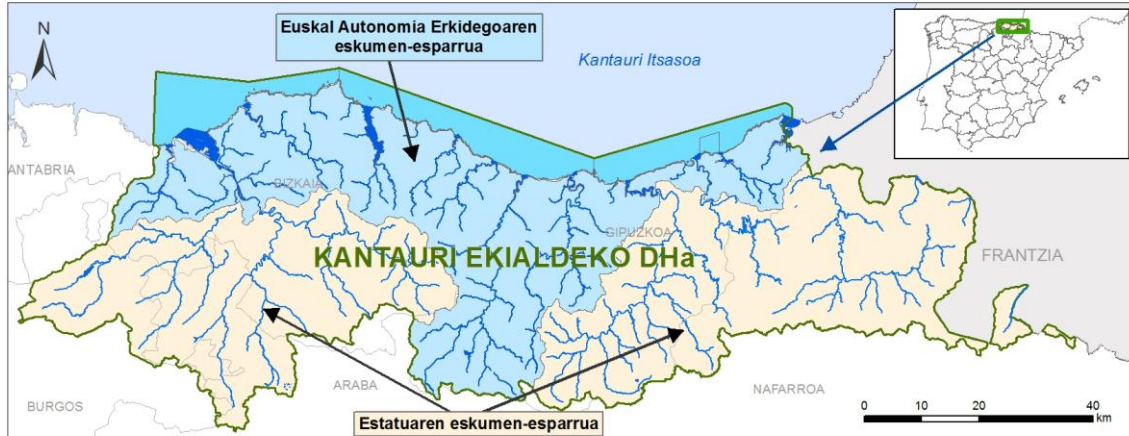 N
Euskal Autonomia Erkidegoaren
eskumen-esparrua
Kantauri Itsasoa
ANTABRIA
BIZKAIA
GIPUZKOA
KANTAURI EKIALDEKO DHa
FRANTZIA
ARABA
NAFARROA
BURGOS
Estatuaren eskumen-esparrua
0 10 20 40
km